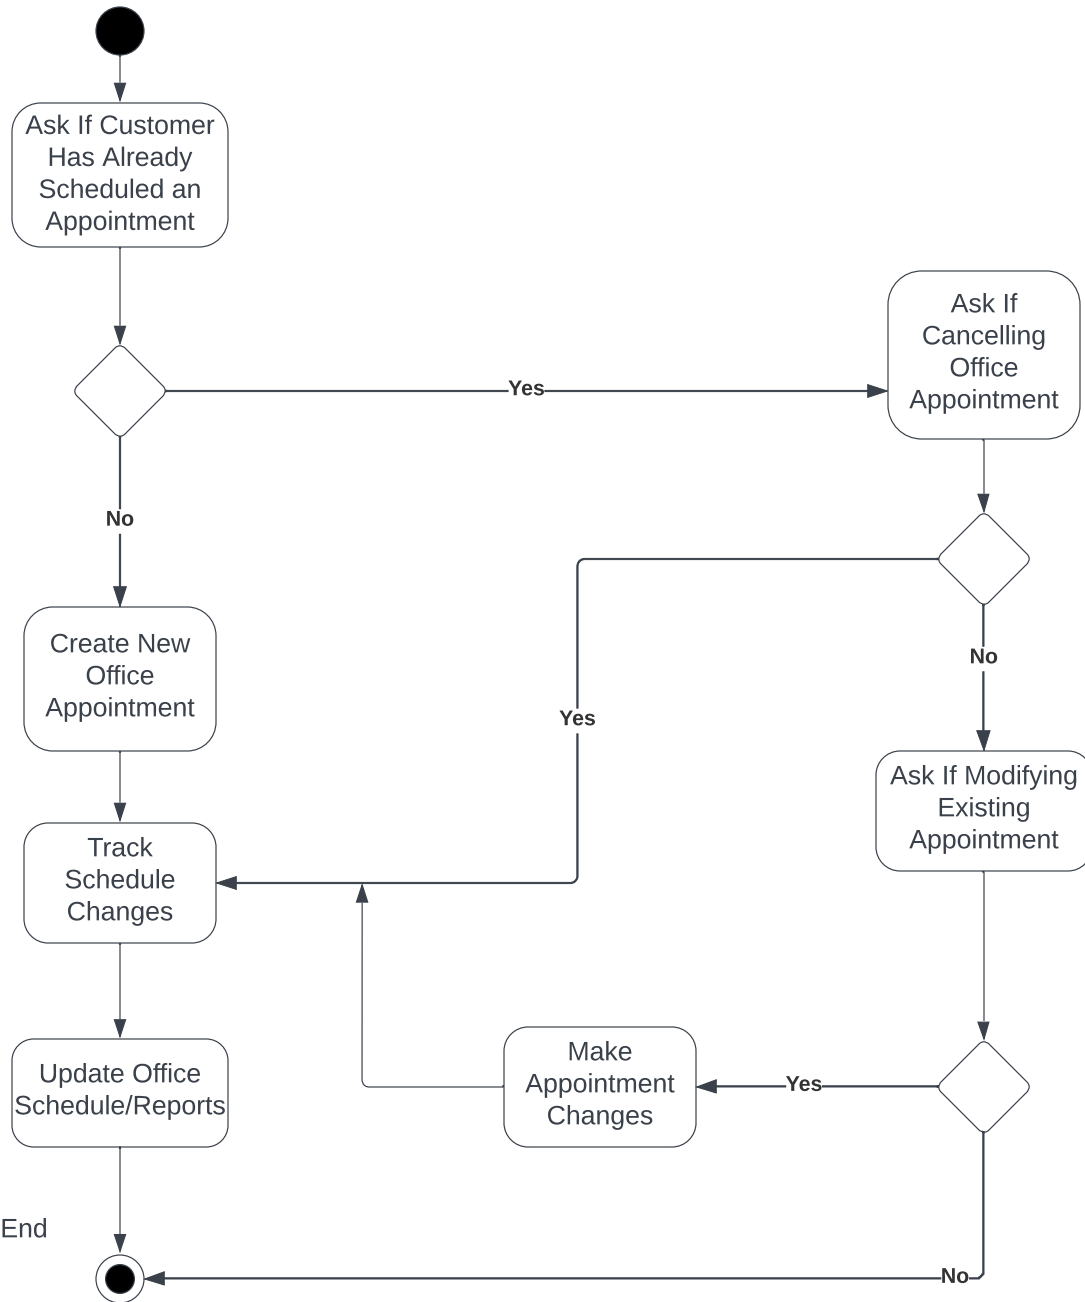 Ask If Customer
Has Already
Scheduled an
Appointment
Ask If
Cancelling
Office
Appointment
Yes
No
Create New
Office
Appointment
No
Yes
Ask If Modifying
Existing
Appointment
Track
Schedule
Changes
Make
Appointment
Changes
Yes
Update Office
Schedule/Reports
End
No